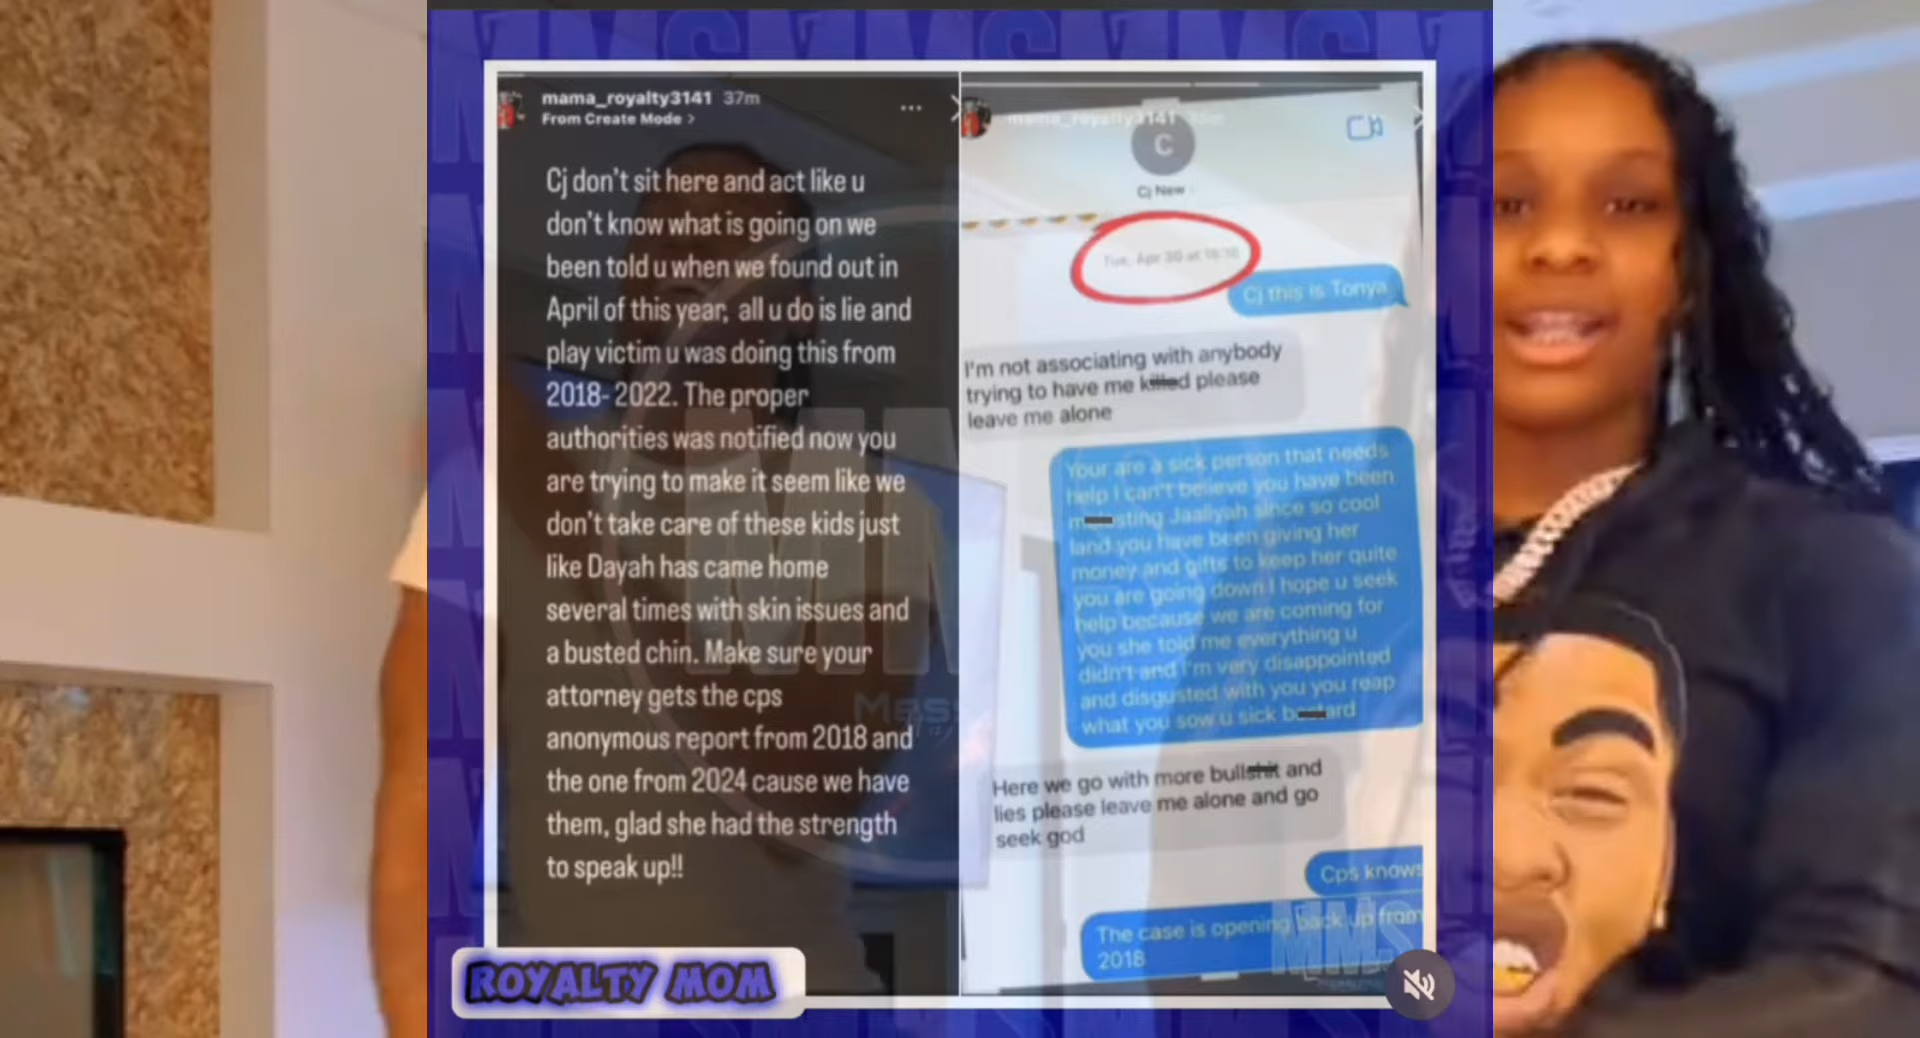 mama_royalty3141 37m
From Create Mode >
Cj don't sit here and act like u
don't know what is going on we
been told u when we found out in
April of this year, all u do is lie and
play victim u was doing this from
2018- 2022. The proper
authorities was notified now you
are trying to make it seem like we
don't take care of these kids just
like Dayah has came home
several times with skin issues and
a busted chin. Make sure your
attorney gets the cps
anonymous report from 2018 and
the one from 2024 cause we have
them, glad she had the strength
to speak up!!
mama_royalty3141
C
Cj New
Tue, Apr 30 at
Cj this is Tonya
I'm not associating with anybody
trying to have me killed please
leave me alone
Your are a sick person that needs
help I can't believe you have been
m sting Jaaliyah since so cool
land you have been giving her
money and gifts to keep her quite
you are going down I hope u seek
help because we are coming for
you she told me everything u
didn't and I'm very disappointed
and disgusted with you you reap
what you sow u sick b ard
Here we go with more bullshit and
lies please leave me alone and go
seek god
Cps knows
The case is opening back up from
2018
MMS
ROYALTY MOM